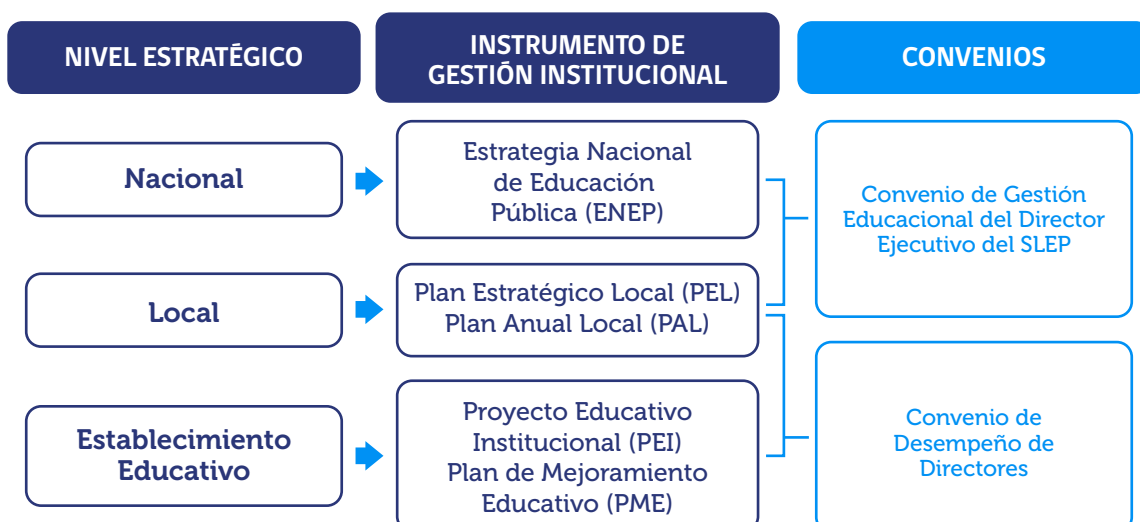 NIVEL ESTRATÉGICO
INSTRUMENTO DE
GESTIÓN INSTITUCIONAL
CONVENIOS
Nacional
Estrategia Nacional
de Educación
Pública (ENEP)
Convenio de Gestión
Educacional del Director
Ejecutivo del SLEP
Local
Plan Estratégico Local (PEL)
Plan Anual Local (PAL)
Establecimiento
Educativo
Proyecto Educativo
Institucional (PEI)
Plan de Mejoramiento
Educativo (PME)
Convenio de
Desempeño de
Directores